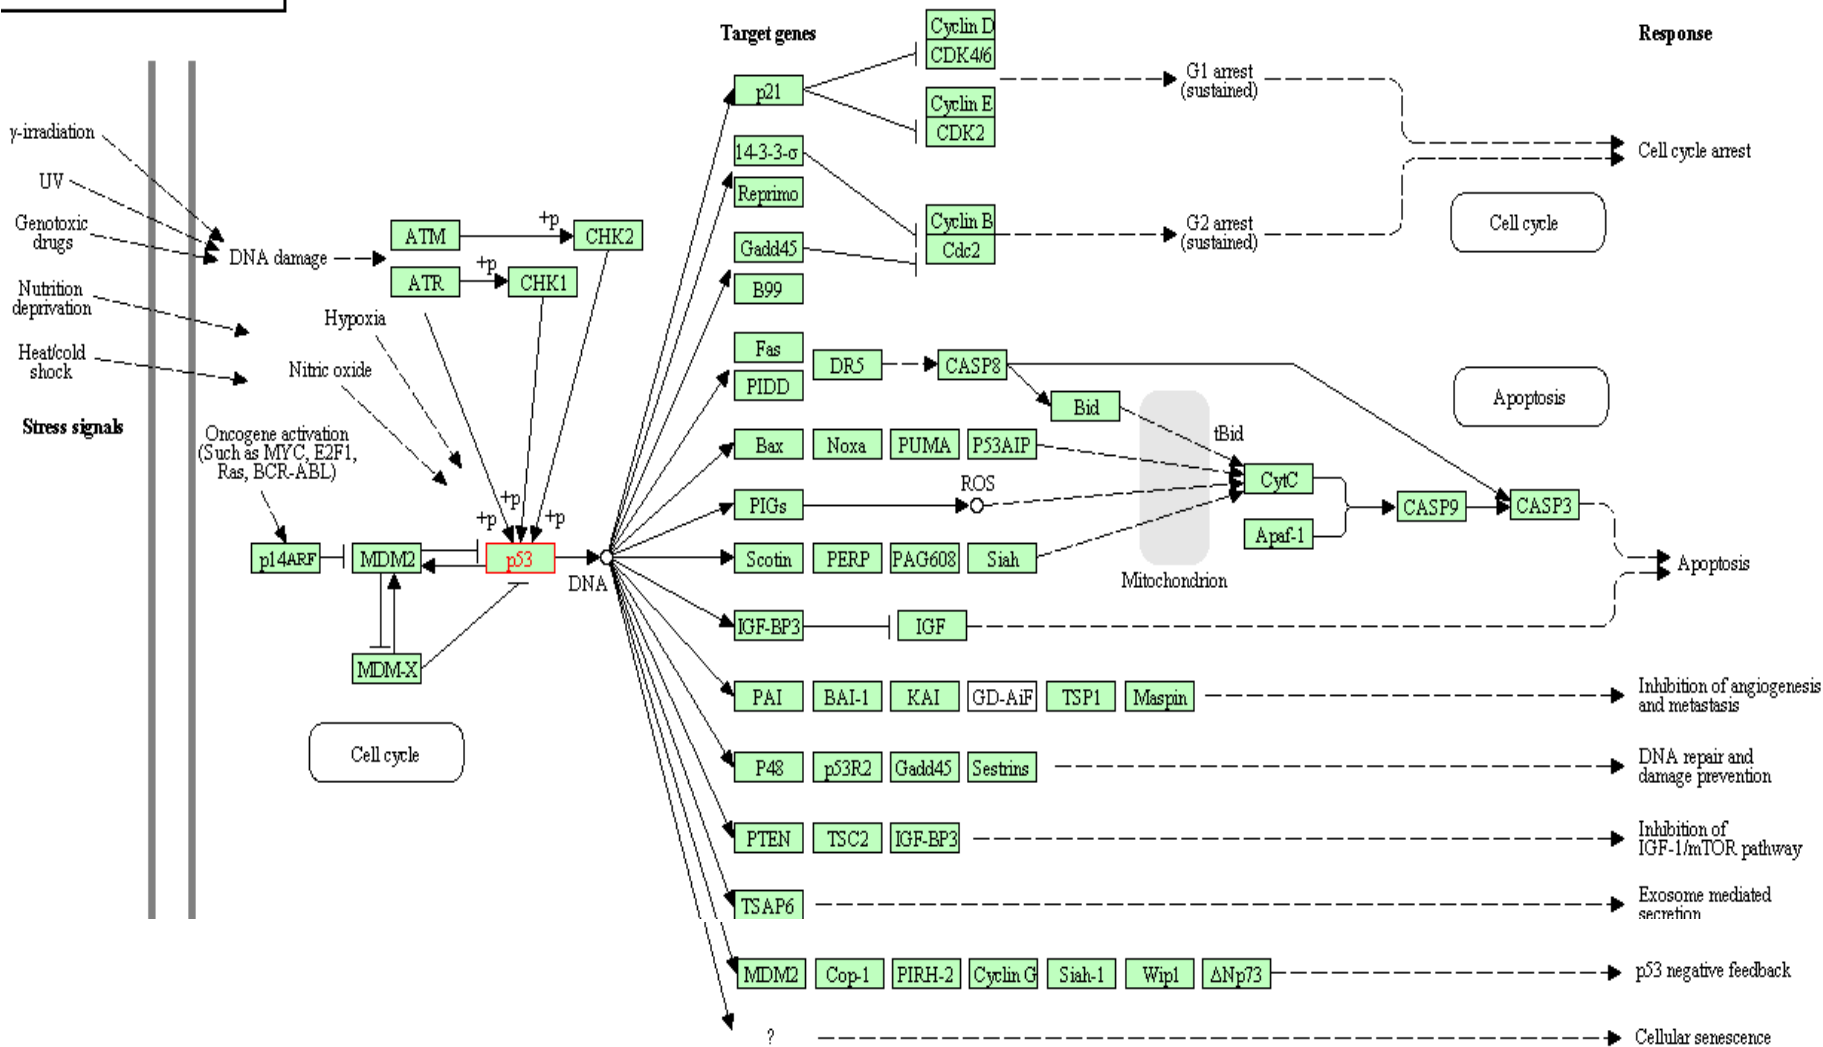 Target genes
Response
Cyclin D
CDK4/6
p21
G1 arrest
(sustained)
Cyclin E
CDK2
γ-irradiation
14-3-3-σ
Cell cycle arrest
UV
Reprimo
Genotoxic
drugs
ATM
+p
CHK2
Cyclin B
Cdc2
G2 arrest
(sustained)
Cell cycle
DNA damage
Gadd45
ATR
+p
CHK1
B99
Nutrition
deprivation
Hypoxia
Heat/cold
shock
Nitric oxide
Fas
PIDD
DR5
CASP8
Bid
Apoptosis
Stress signals
Oncogene activation
(Such as MYC, E2F1,
Ras, BCR-ABL)
Bax
Noxa
PUMA
P53AIP
tBid
CytC
ROS
PIGs
CASP9
CASP3
Apaf-1
+p
+p
+p
p14ARF
MDM2
p53
DNA
Scotin
PERP
PAG608
Siah
Mitochondrion
Apoptosis
IGF-BP3
IGF
MDM-X
PAI
BAI-1
KAI
GD-AiF
TSP1
Maspin
Inhibition of angiogenesis
and metastasis
Cell cycle
P48
p53R2
Gadd45
Sestrins
DNA repair and
damage prevention
PTEN
TSC2
IGF-BP3
Inhibition of
IGF-1/mTOR pathway
TSAP6
Exosome mediated
secretion
MDM2
Cop-1
PIRH-2
Cyclin G
Siah-1
Wip1
ΔNp73
p53 negative feedback
?
Cellular senescence